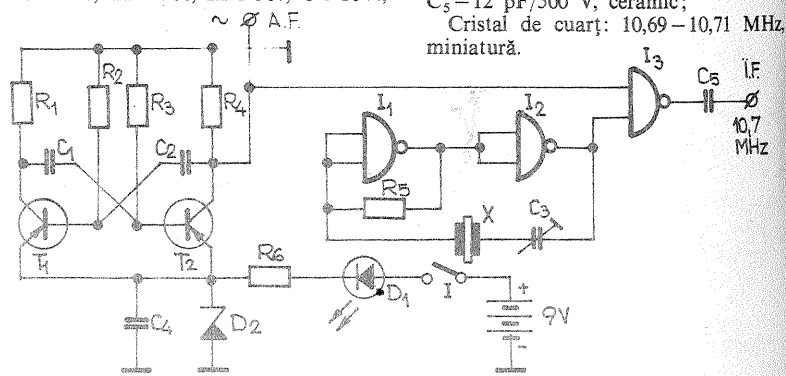 C₅−12 pF/500 V, ceramic;
Cristal de cuarț: 10,69−10,71 MHz,
miniatură.
~ A.F.
R1
R2
R3
R4
C1
C2
T1
T2
I1
I2
I3
C5
I.F.
10,7
MHz
R5
X
C3
R6
D1
I
+
9V
-
C4
D2